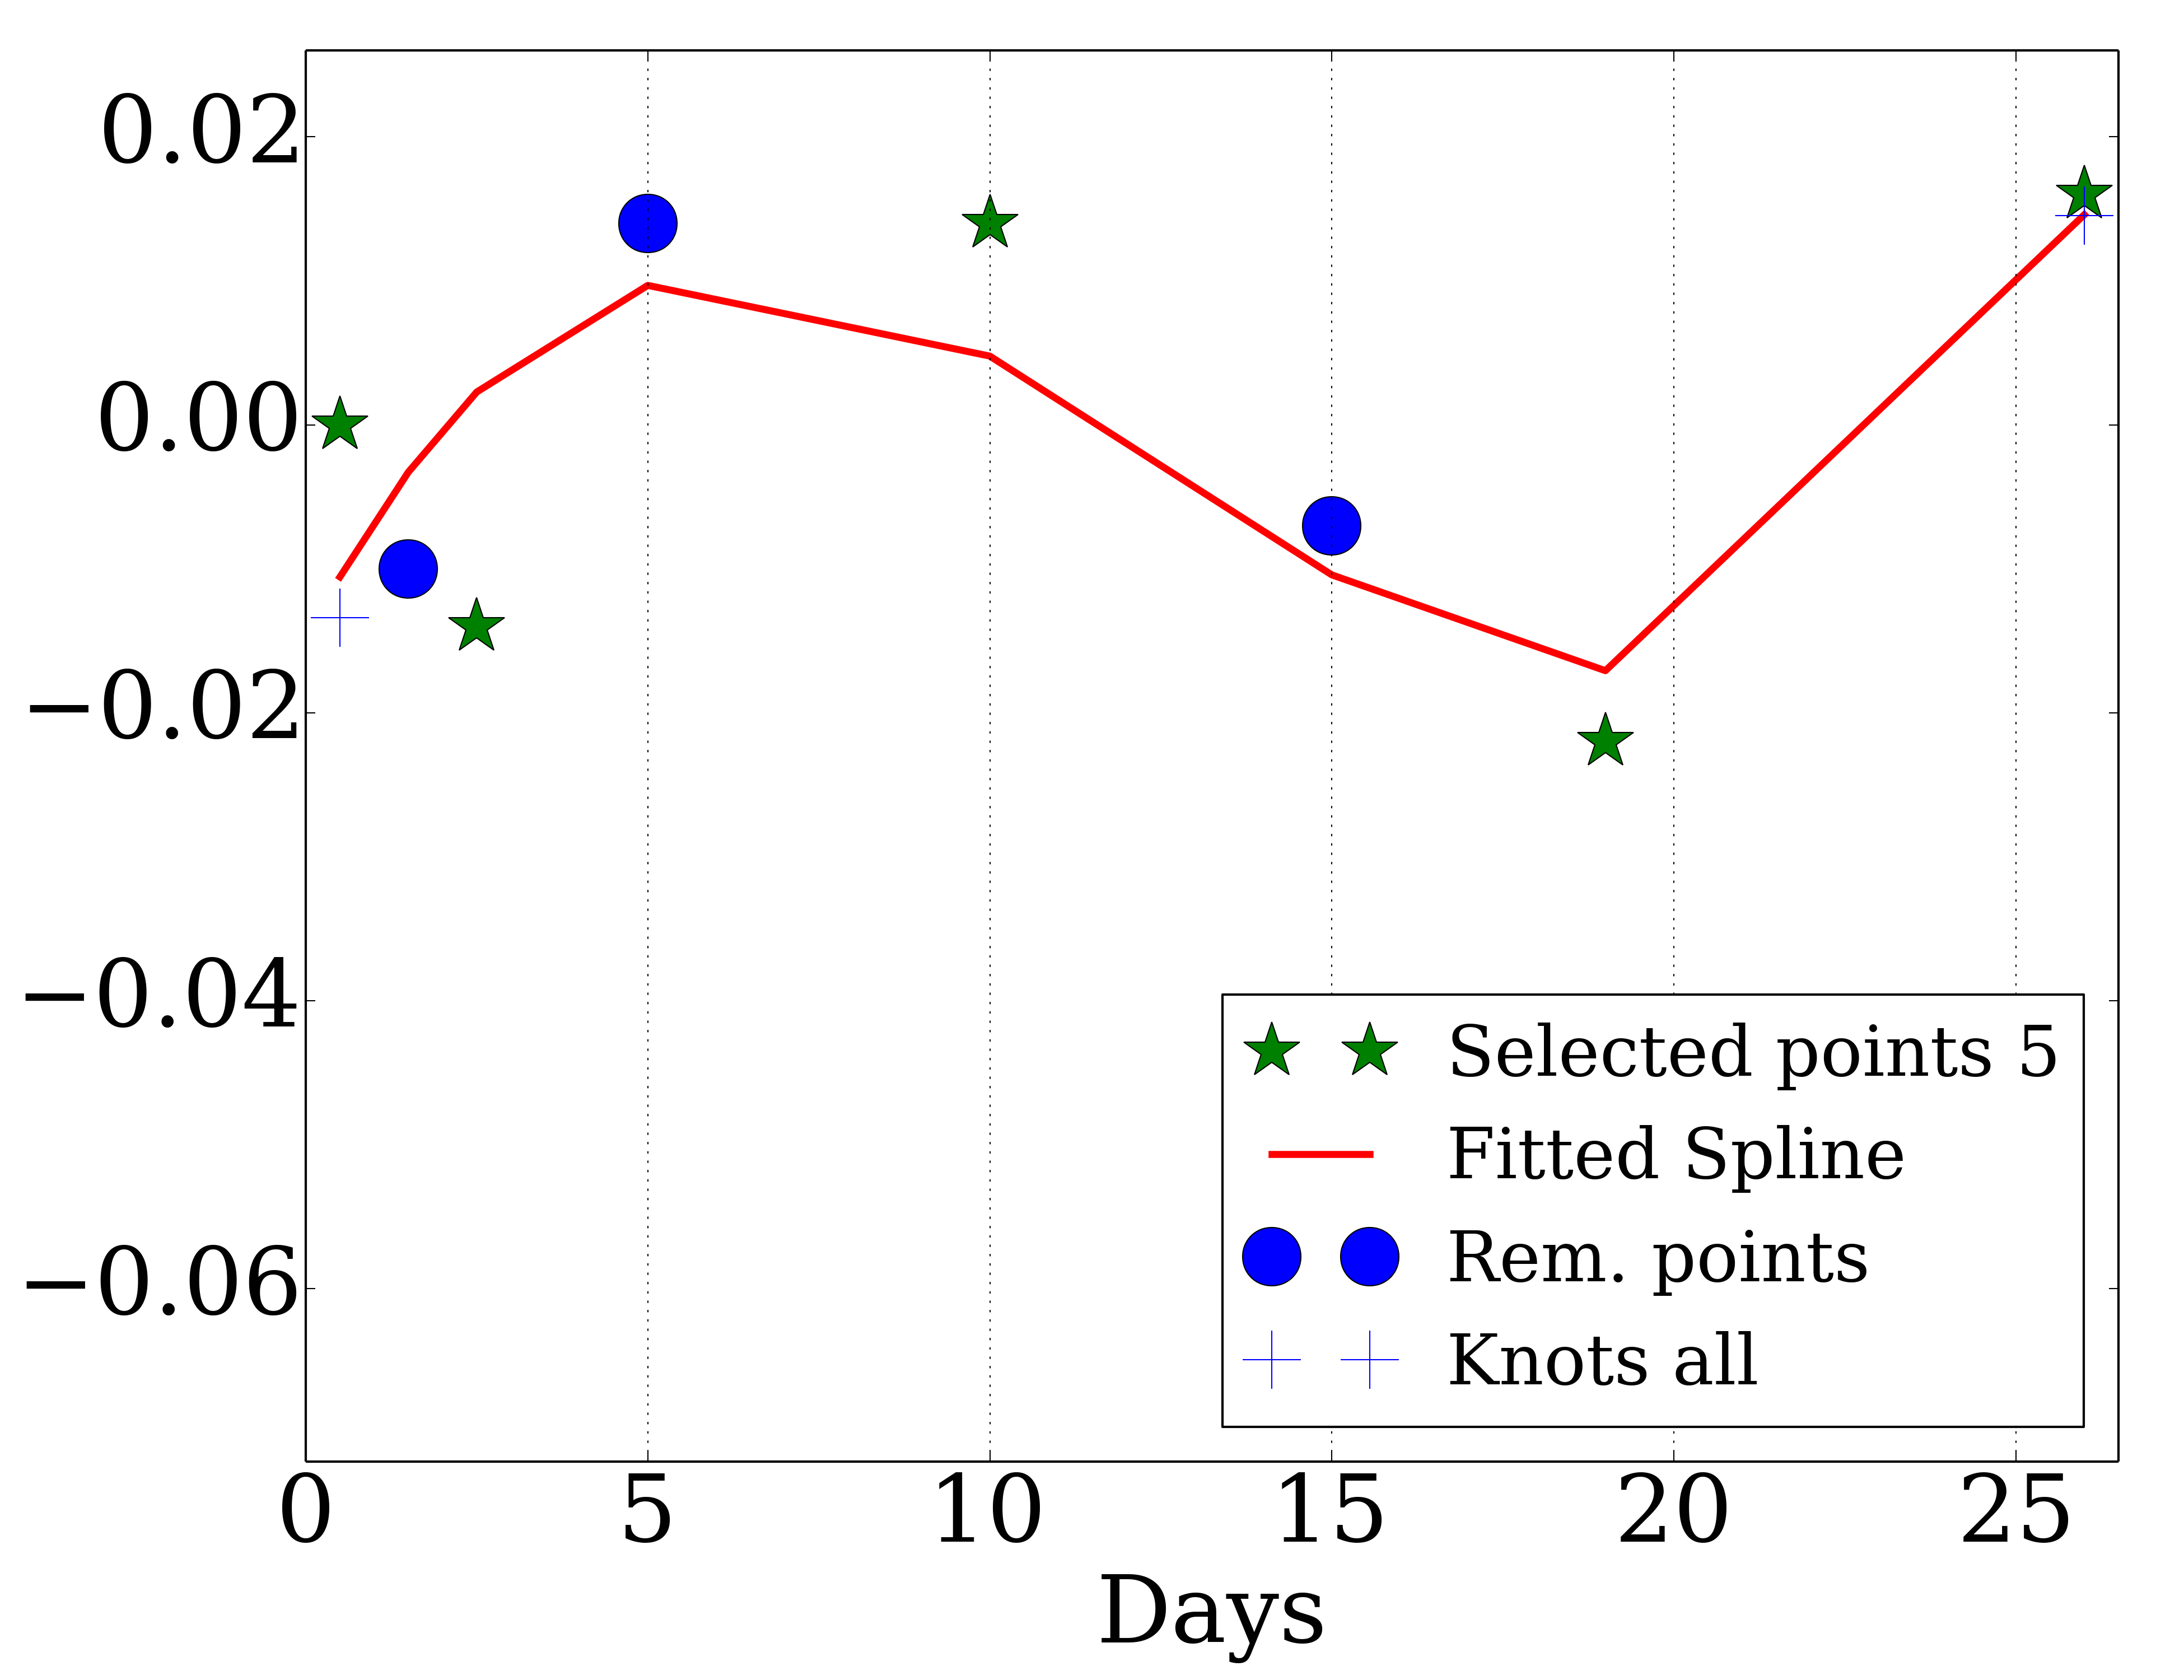 0.02
0.00
−0.02
−0.04
−0.06
Selected points 5
Fitted Spline
Rem. points
Knots all
0 5 10 15 20 25
Days